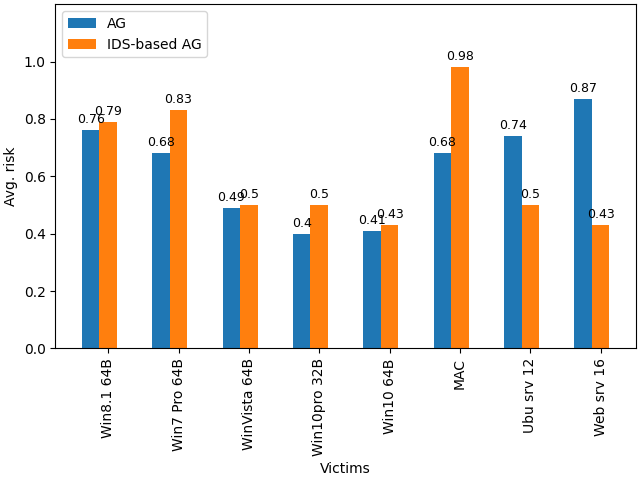 AG
IDS-based AG
Avg. risk
1.0
0.8
0.6
0.4
0.2
0.0
0.76
0.79
0.68
0.83
0.49
0.5
0.4
0.5
0.41
0.43
0.68
0.98
0.74
0.5
0.87
0.43
Win8.1 64B
Win7 Pro 64B
WinVista 64B
Win10pro 32B
Win10 64B
MAC
Ubu srv 12
Web srv 16
Victims